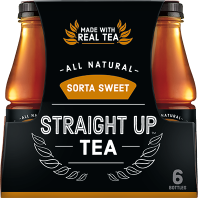 MADE WITH
REAL TEA
ALL NATURAL
SORTA SWEET
STRAIGHT UP
TEA
6
BOTTLES